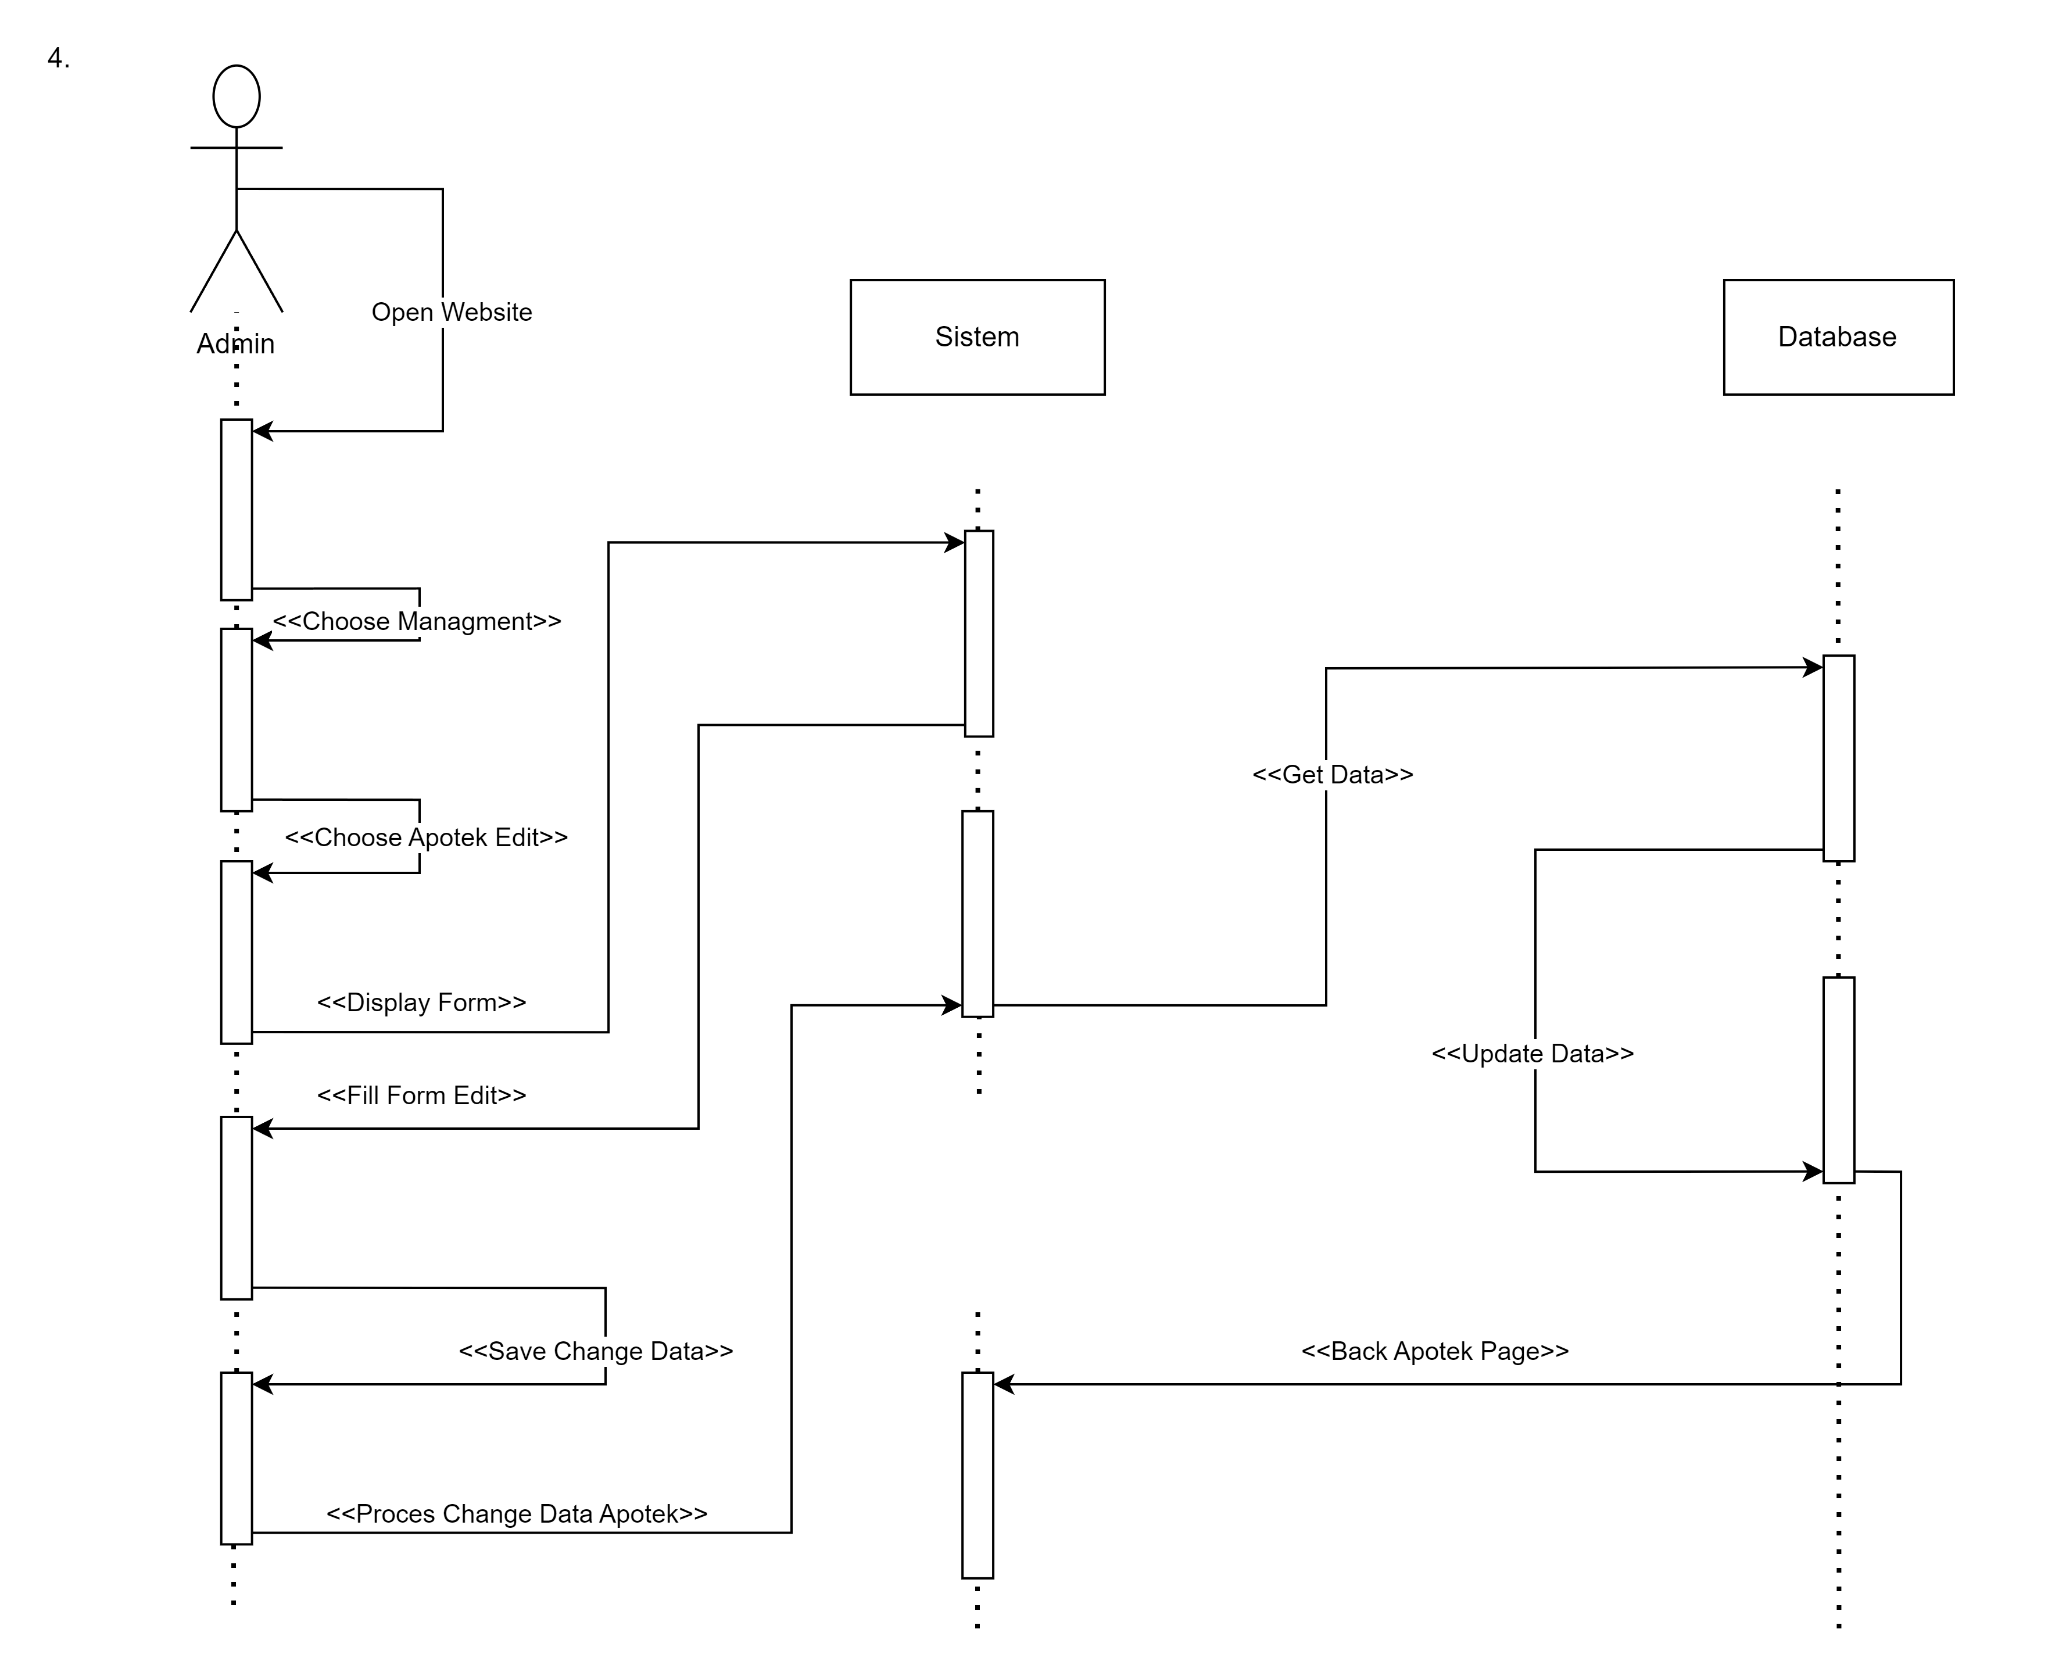 4.
Open Website
Admin
Sistem
Database
<<Choose Managment>>
<<Get Data>>
<<Choose Apotek Edit>>
<<Display Form>>
<<Update Data>>
<<Fill Form Edit>>
<<Save Change Data>>
<<Back Apotek Page>>
<<Proces Change Data Apotek>>